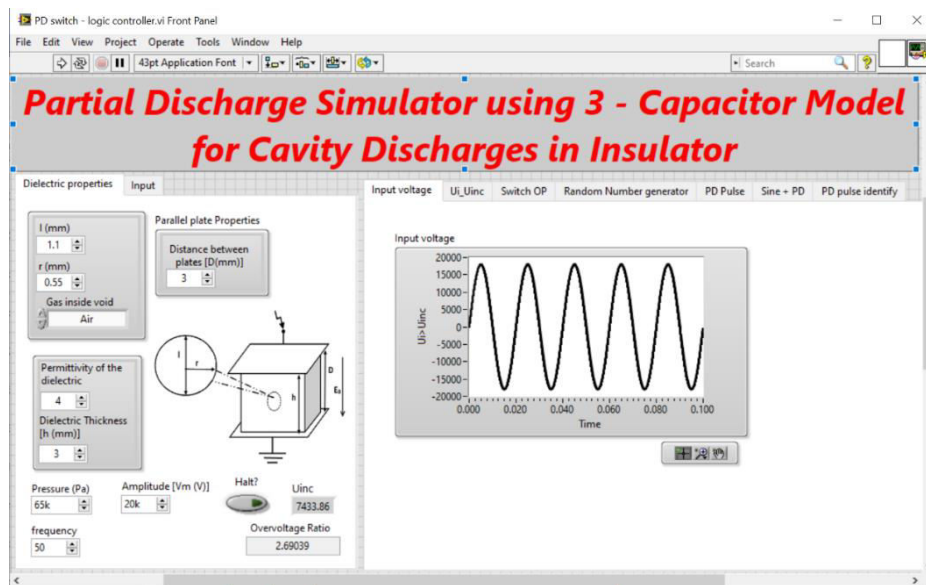 PD switch - logic controller.vi Front Panel
File Edit View Project Operate Tools Window Help
43pt Application Font
Search
Partial Discharge Simulator using 3 - Capacitor Model
for Cavity Discharges in Insulator
Dielectric properties Input
l (mm)
1.1
r (mm)
0.55
Gas inside void
Air
Parallel plate Properties
Distance between
plates [D(mm)]
3
Permittivity of the
dielectric
4
Dielectric Thickness
[h (mm)]
3
l
r
h
D
E₀
Pressure (Pa)
65k
Amplitude [Vm (V)]
20k
Halt?
Uinc
7433.86
frequency
50
Overvoltage Ratio
2.69039
Input voltage Ui_Uinc Switch OP Random Number generator PD Pulse Sine + PD PD pulse identify
Input voltage
Ui>Uinc
20000
15000
10000
5000
0
-5000
-10000
-15000
-20000
0.000 0.020 0.040 0.060 0.080 0.100
Time